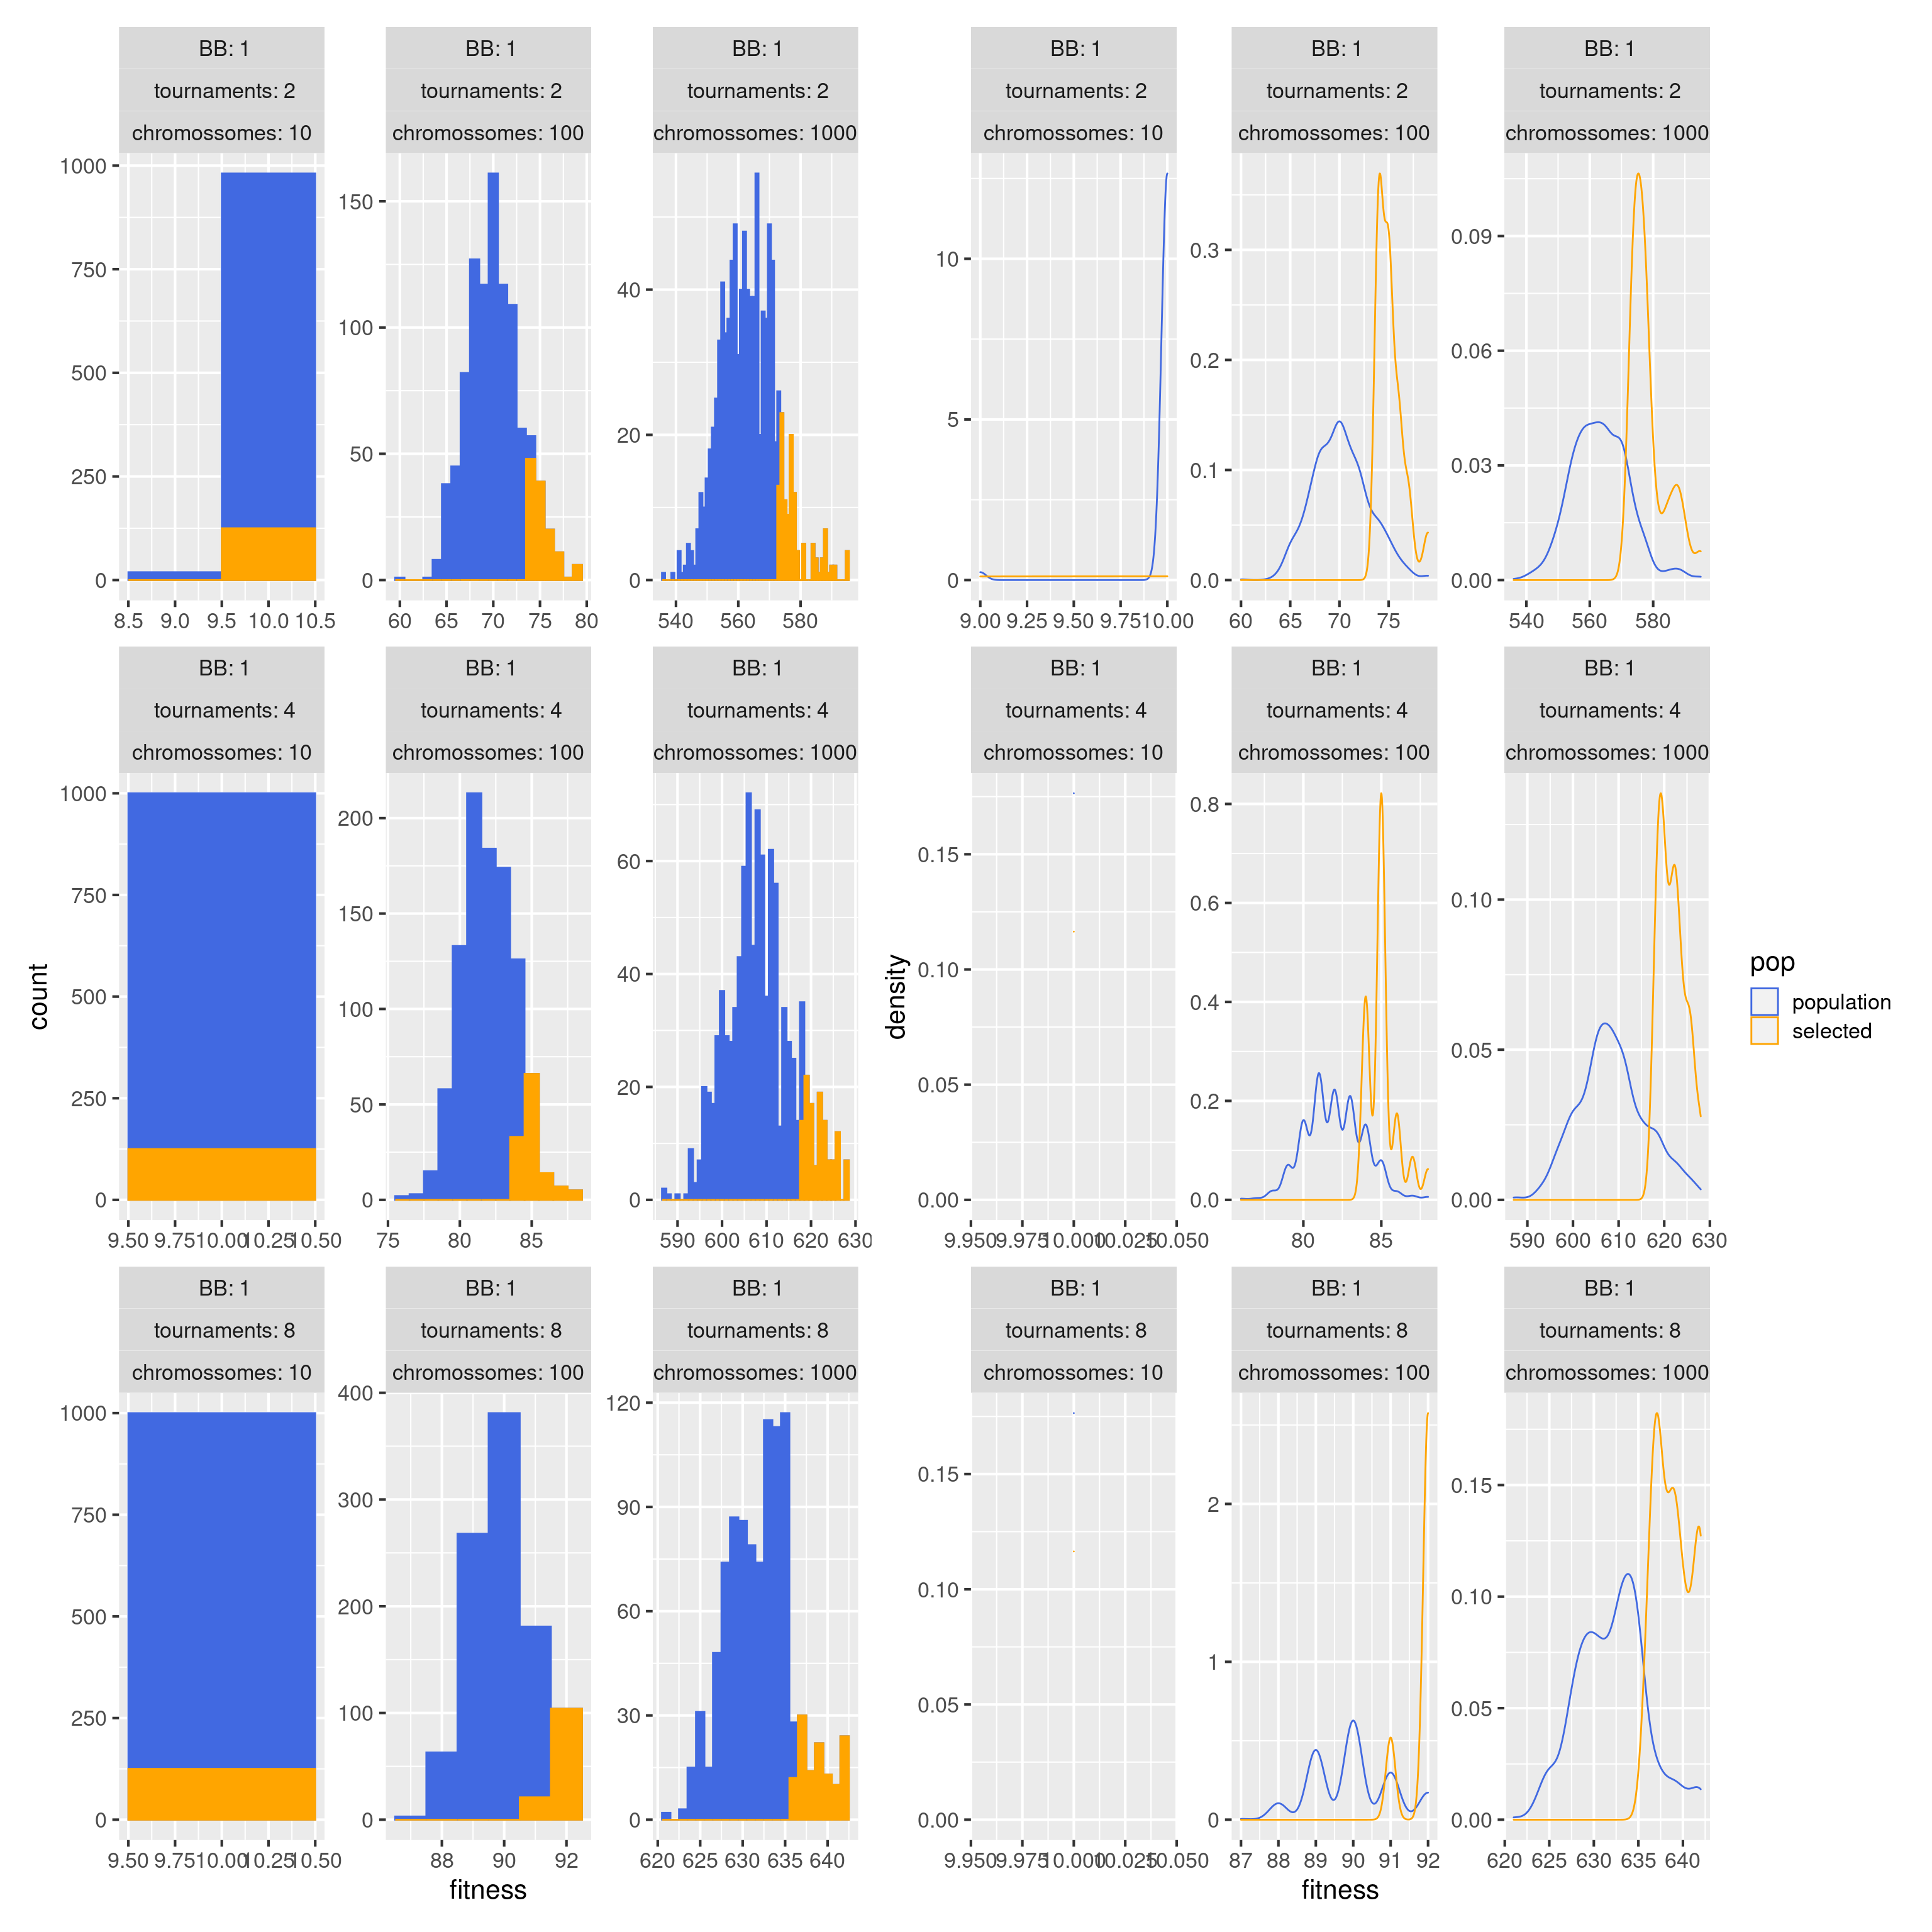 BB: 1 BB: 1 BB: 1 BB: 1 BB: 1 BB: 1
tournaments: 2 tournaments: 2 tournaments: 2 tournaments: 2 tournaments: 2 tournaments: 2
chromossomes: 10 chromossomes: 100 chromossomes: 1000 chromossomes: 10 chromossomes: 100 chromossomes: 1000
1000 150 40 10 0.3 0.09
750 100 20 5 0.2 0.06
500 50 0 0 0.1 0.03
250 0 0.0 0.00
0
8.5 9.0 9.5 10.0 10.5 60 65 70 75 80 540 560 580 9.00 9.25 9.50 9.75 10.00 60 65 70 75 540 560 580
BB: 1 BB: 1 BB: 1 BB: 1 BB: 1 BB: 1
tournaments: 4 tournaments: 4 tournaments: 4 tournaments: 4 tournaments: 4 tournaments: 4
chromossomes: 10 chromossomes: 100 chromossomes: 1000 chromossomes: 10 chromossomes: 100 chromossomes: 1000
1000 200 60 0.15 0.8 0.10
750 150 40 0.10 0.6 0.05
500 100 20 0.05 0.4 0.00
250 50 0 0.00 0.2
0 0 0.0
9.50 9.75 10.00 10.25 10.50 75 80 85 590 600 610 620 630 9.950 9.975 10.000 10.025 10.050 80 85 590 600 610 620 630
count
density
pop
population
selected
BB: 1 BB: 1 BB: 1 BB: 1 BB: 1 BB: 1
tournaments: 8 tournaments: 8 tournaments: 8 tournaments: 8 tournaments: 8 tournaments: 8
chromossomes: 10 chromossomes: 100 chromossomes: 1000 chromossomes: 10 chromossomes: 100 chromossomes: 1000
1000 400 120 0.15 2 0.15
750 300 90 0.10 1 0.10
500 200 60 0.05 0 0.05
250 100 30 0.00 0.00
0 0 0
9.50 9.75 10.00 10.25 10.50 88 90 92 620 625 630 635 640 9.950 9.975 10.000 10.025 10.050 87 88 89 90 91 92 620 625 630 635 640
fitness fitness